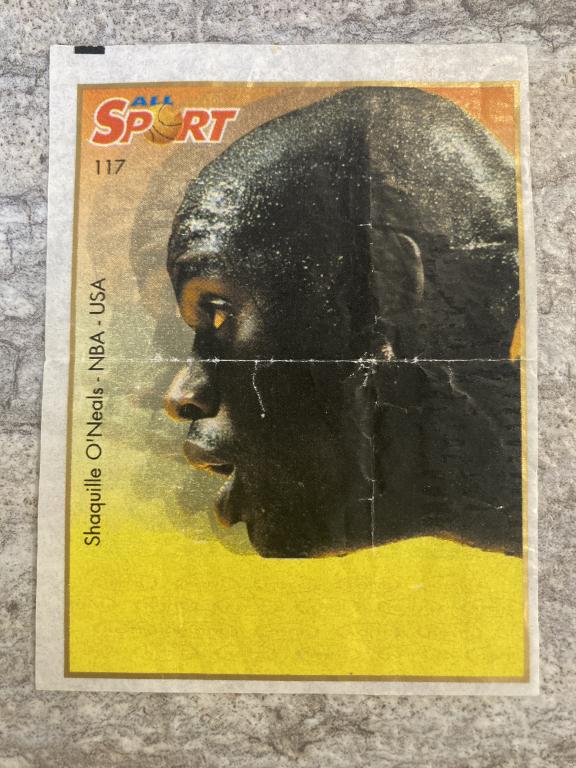 ALL
SPORT
117
Shaquille O'Neals - NBA - USA